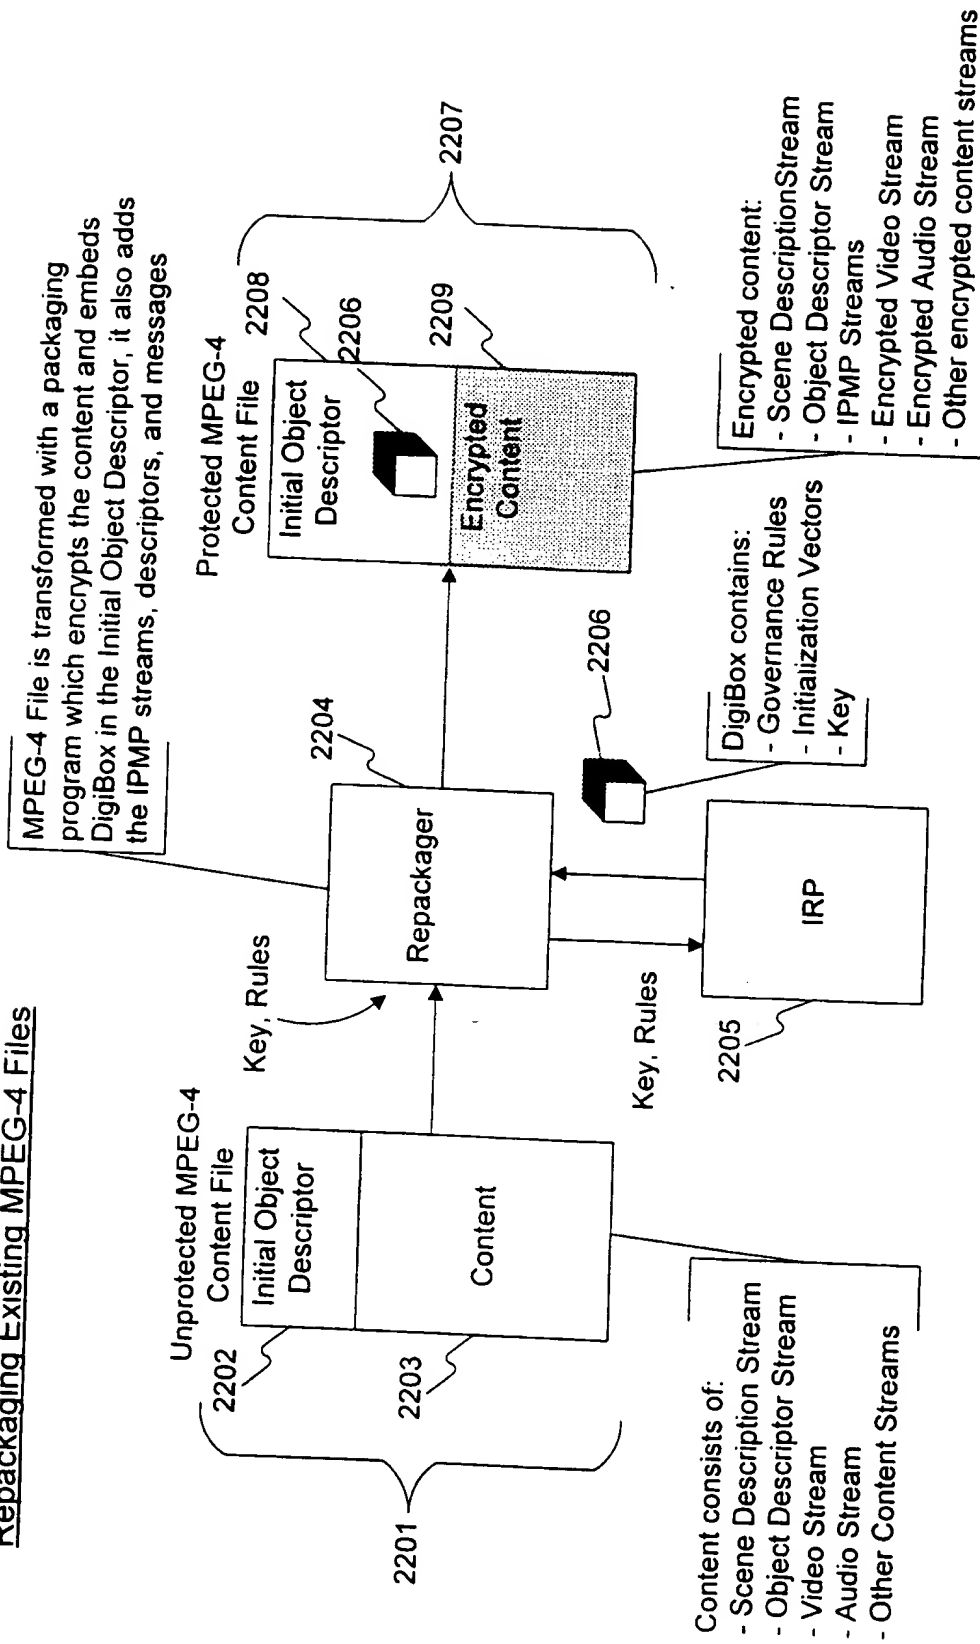 Repackaging Existing MPEG-4 Files
MPEG-4 File is transformed with a packaging
program which encrypts the content and embeds
DigiBox in the Initial Object Descriptor, it also adds
the IPMP streams, descriptors, and messages
Unprotected MPEG-4
Content File
2202
Initial Object
Descriptor
2203
Content
2201
Content consists of:
- Scene Description Stream
- Object Descriptor Stream
- Video Stream
- Audio Stream
- Other Content Streams
Key, Rules
2204
Repackager
Key, Rules
2205
IRP
2206
DigiBox contains:
- Governance Rules
- Initialization Vectors
- Key
Protected MPEG-4
Content File
Initial Object
Descriptor
2208
2206
2209
Encrypted
Content
2207
Encrypted content:
- Scene DescriptionStream
- Object Descriptor Stream
- IPMP Streams
- Encrypted Video Stream
- Encrypted Audio Stream
- Other encrypted content streams